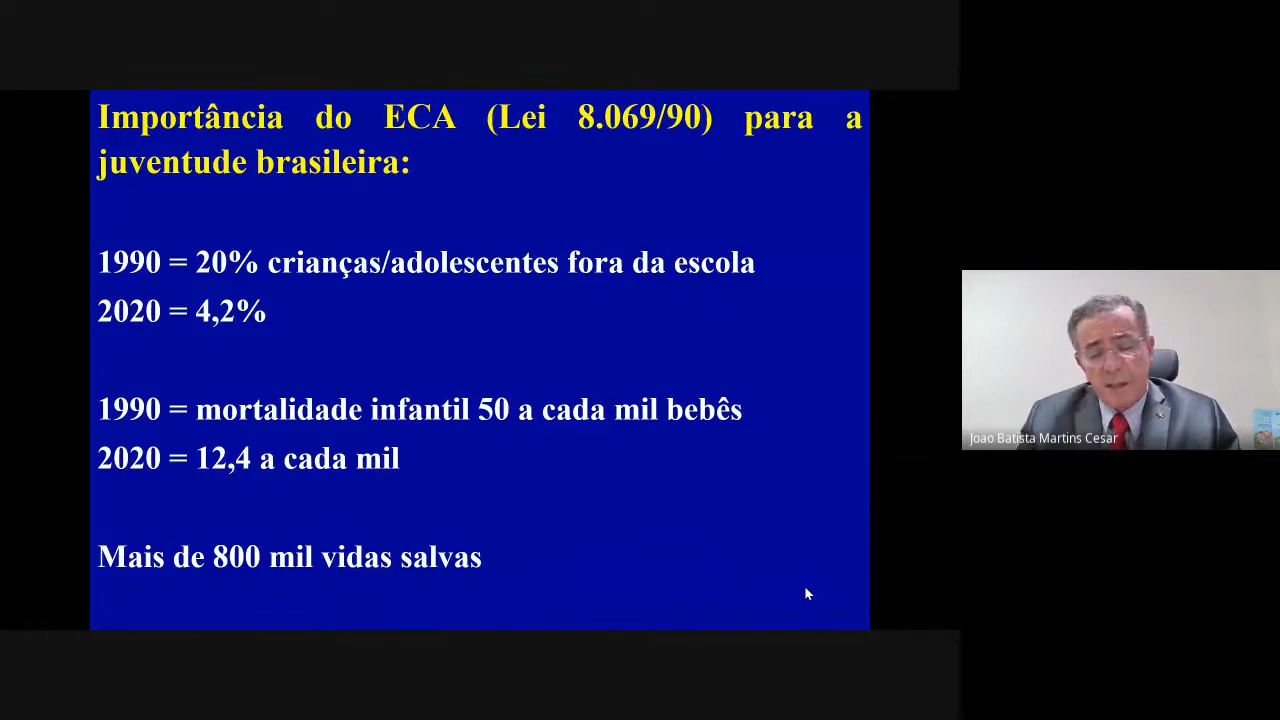 Importância do ECA (Lei 8.069/90) para a
juventude brasileira:
1990 = 20% crianças/adolescentes fora da escola
2020 = 4,2%
1990 = mortalidade infantil 50 a cada mil bebês
2020 = 12,4 a cada mil
Mais de 800 mil vidas salvas
Joao Batista Martins Cesar